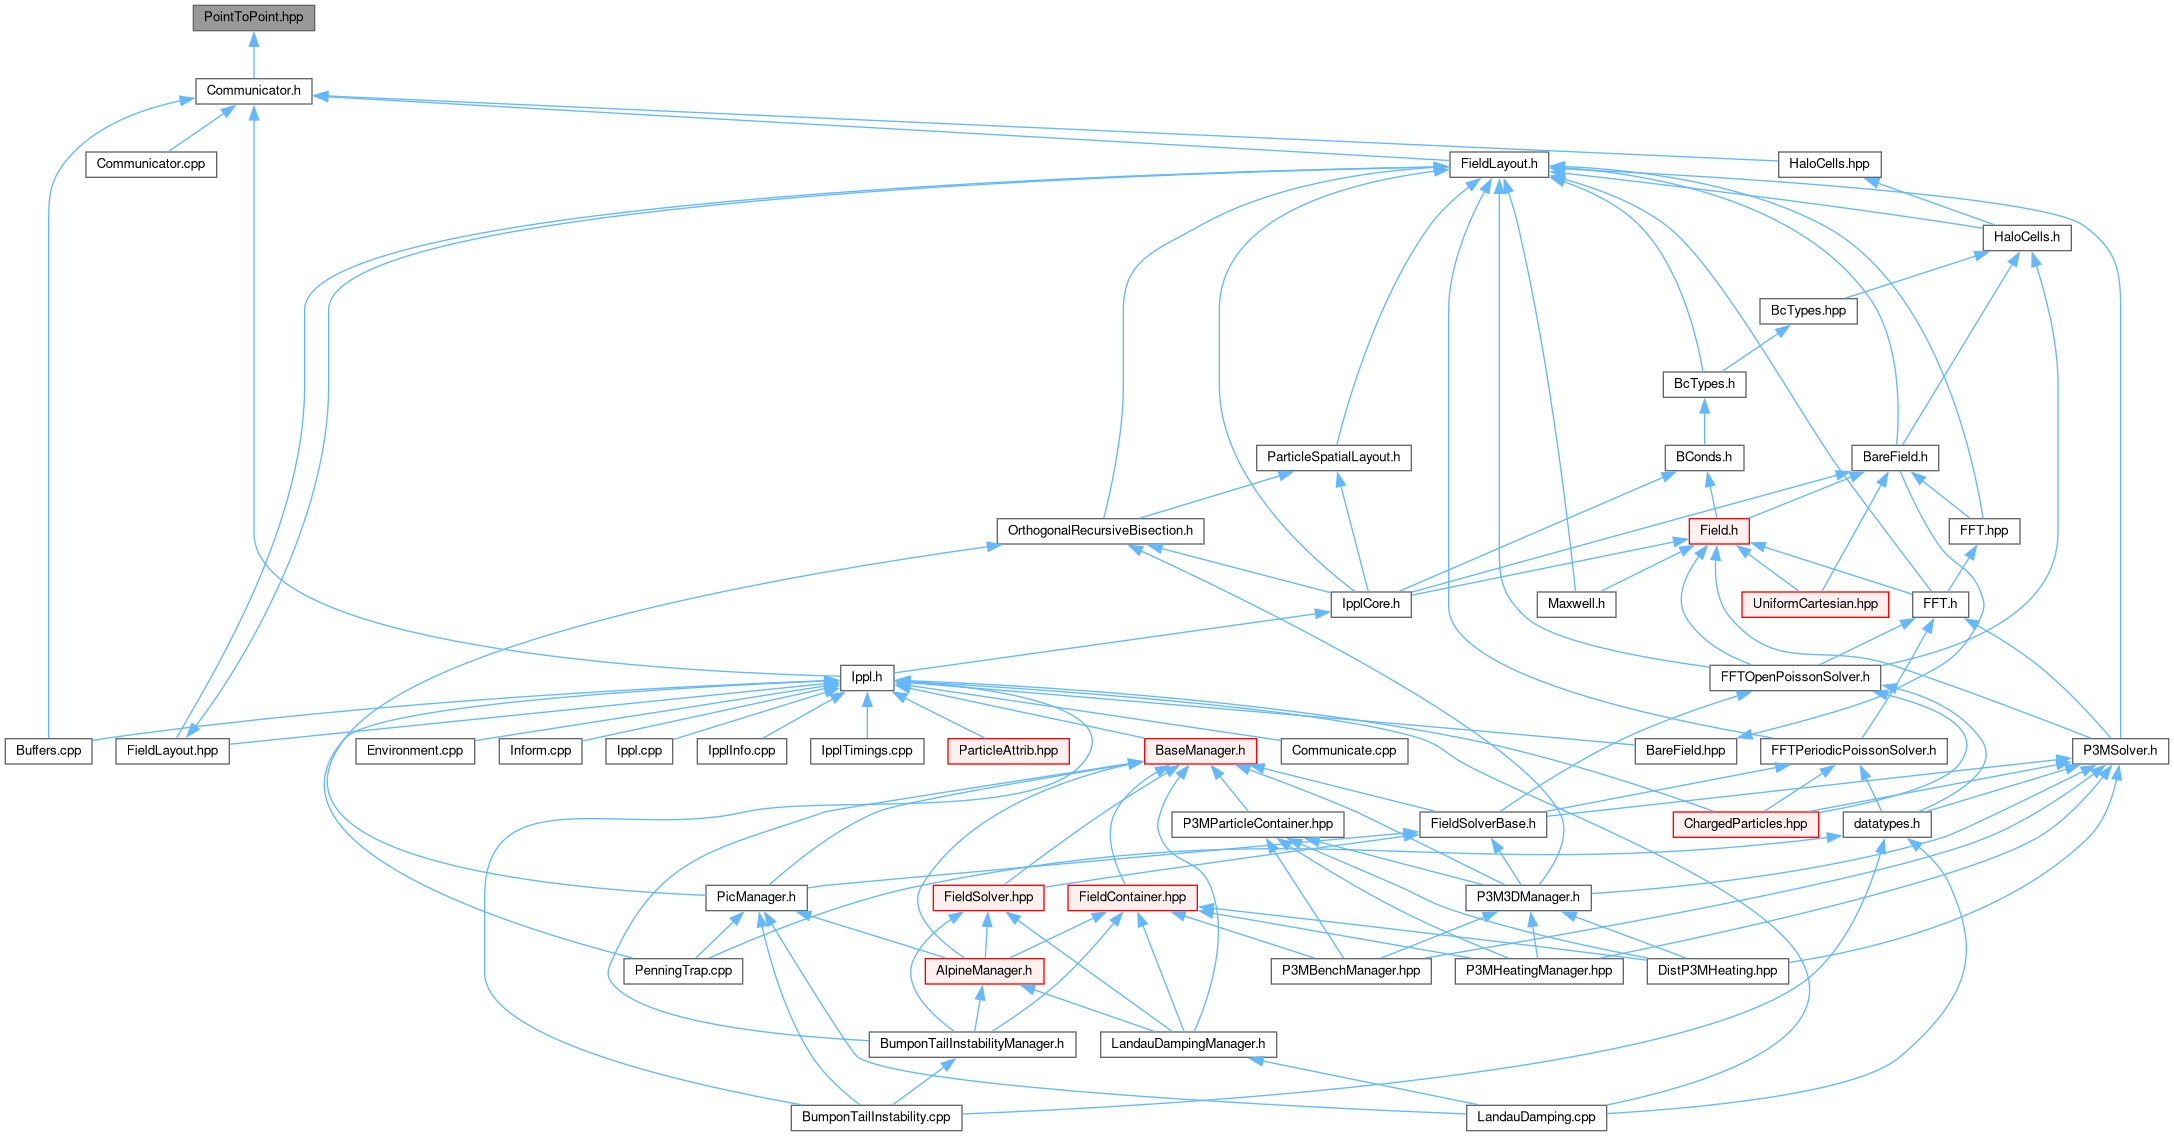 PointToPoint.hpp
Communicator.h
Communicator.cpp
FieldLayout.h
HaloCells.hpp
HaloCells.h
BcTypes.hpp
BcTypes.h
ParticleSpatialLayout.h
BConds.h
BareField.h
OrthogonalRecursiveBisection.h
Field.h
FFT.hpp
IpplCore.h
Maxwell.h
UniformCartesian.hpp
FFT.h
Ippl.h
FFTOpenPoissonSolver.h
Buffers.cpp
FieldLayout.hpp
Environment.cpp
Inform.cpp
Ippl.cpp
IpplInfo.cpp
IpplTimings.cpp
ParticleAttrib.hpp
BaseManager.h
Communicate.cpp
BareField.hpp
FFTPeriodicPoissonSolver.h
P3MSolver.h
P3MParticleContainer.hpp
FieldSolverBase.h
ChargedParticles.hpp
datatypes.h
PicManager.h
FieldSolver.hpp
FieldContainer.hpp
P3M3DManager.h
PenningTrap.cpp
AlpineManager.h
P3MBenchManager.hpp
P3MHeatingManager.hpp
DistP3MHeating.hpp
BumponTailInstabilityManager.h
LandauDampingManager.h
BumponTailInstability.cpp
LandauDamping.cpp